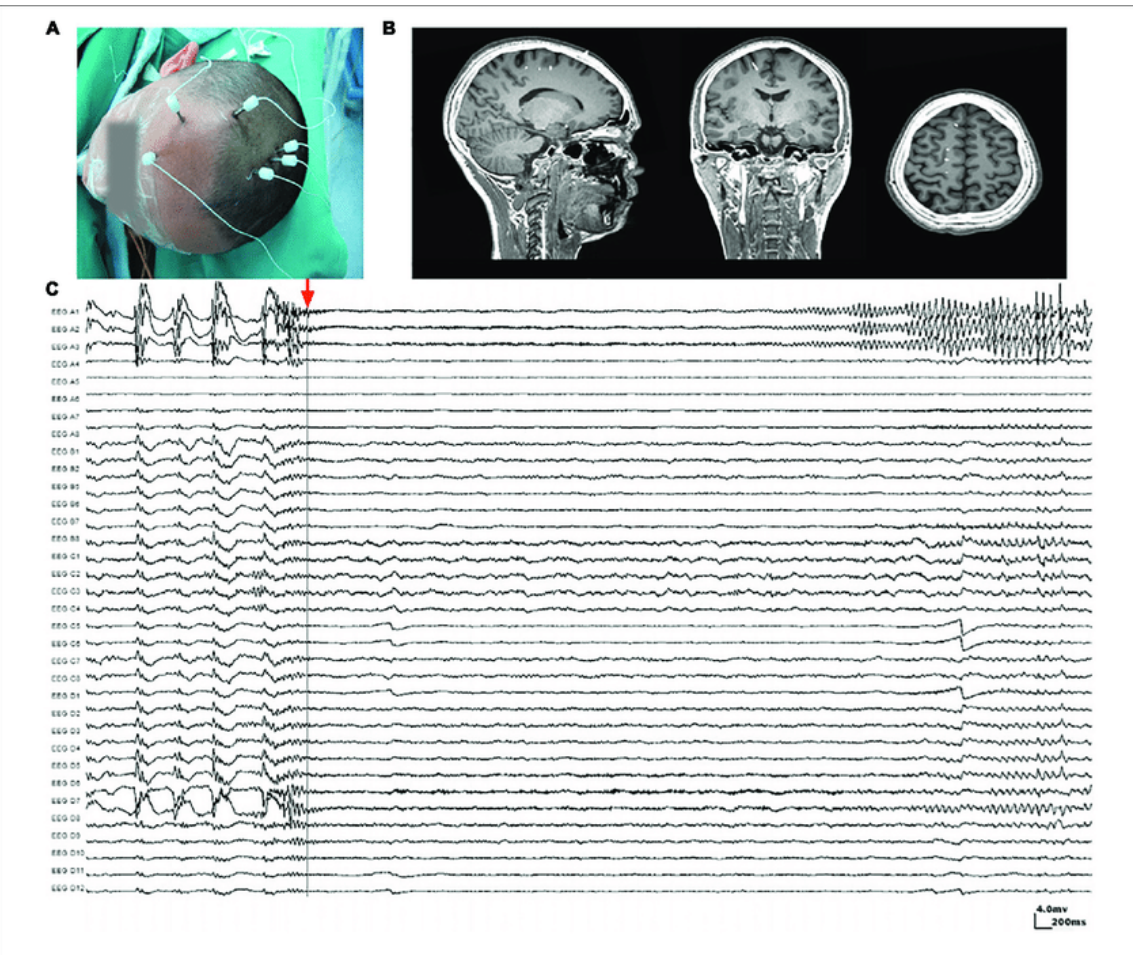 A
B
C
EEG A1
EEG A2
EEG A3
EEG A4
EEG A5
EEG A6
EEG A7
EEG A8
EEG B1
EEG B2
EEG B5
EEG B6
EEG B7
EEG B8
EEG C1
EEG C2
EEG C3
EEG C4
EEG C5
EEG C6
EEG C7
EEG C8
EEG D1
EEG D2
EEG D3
EEG D4
EEG D5
EEG D6
EEG D7
EEG D8
EEG D9
EEG D10
EEG D11
EEG D12
4.0mv
200ms